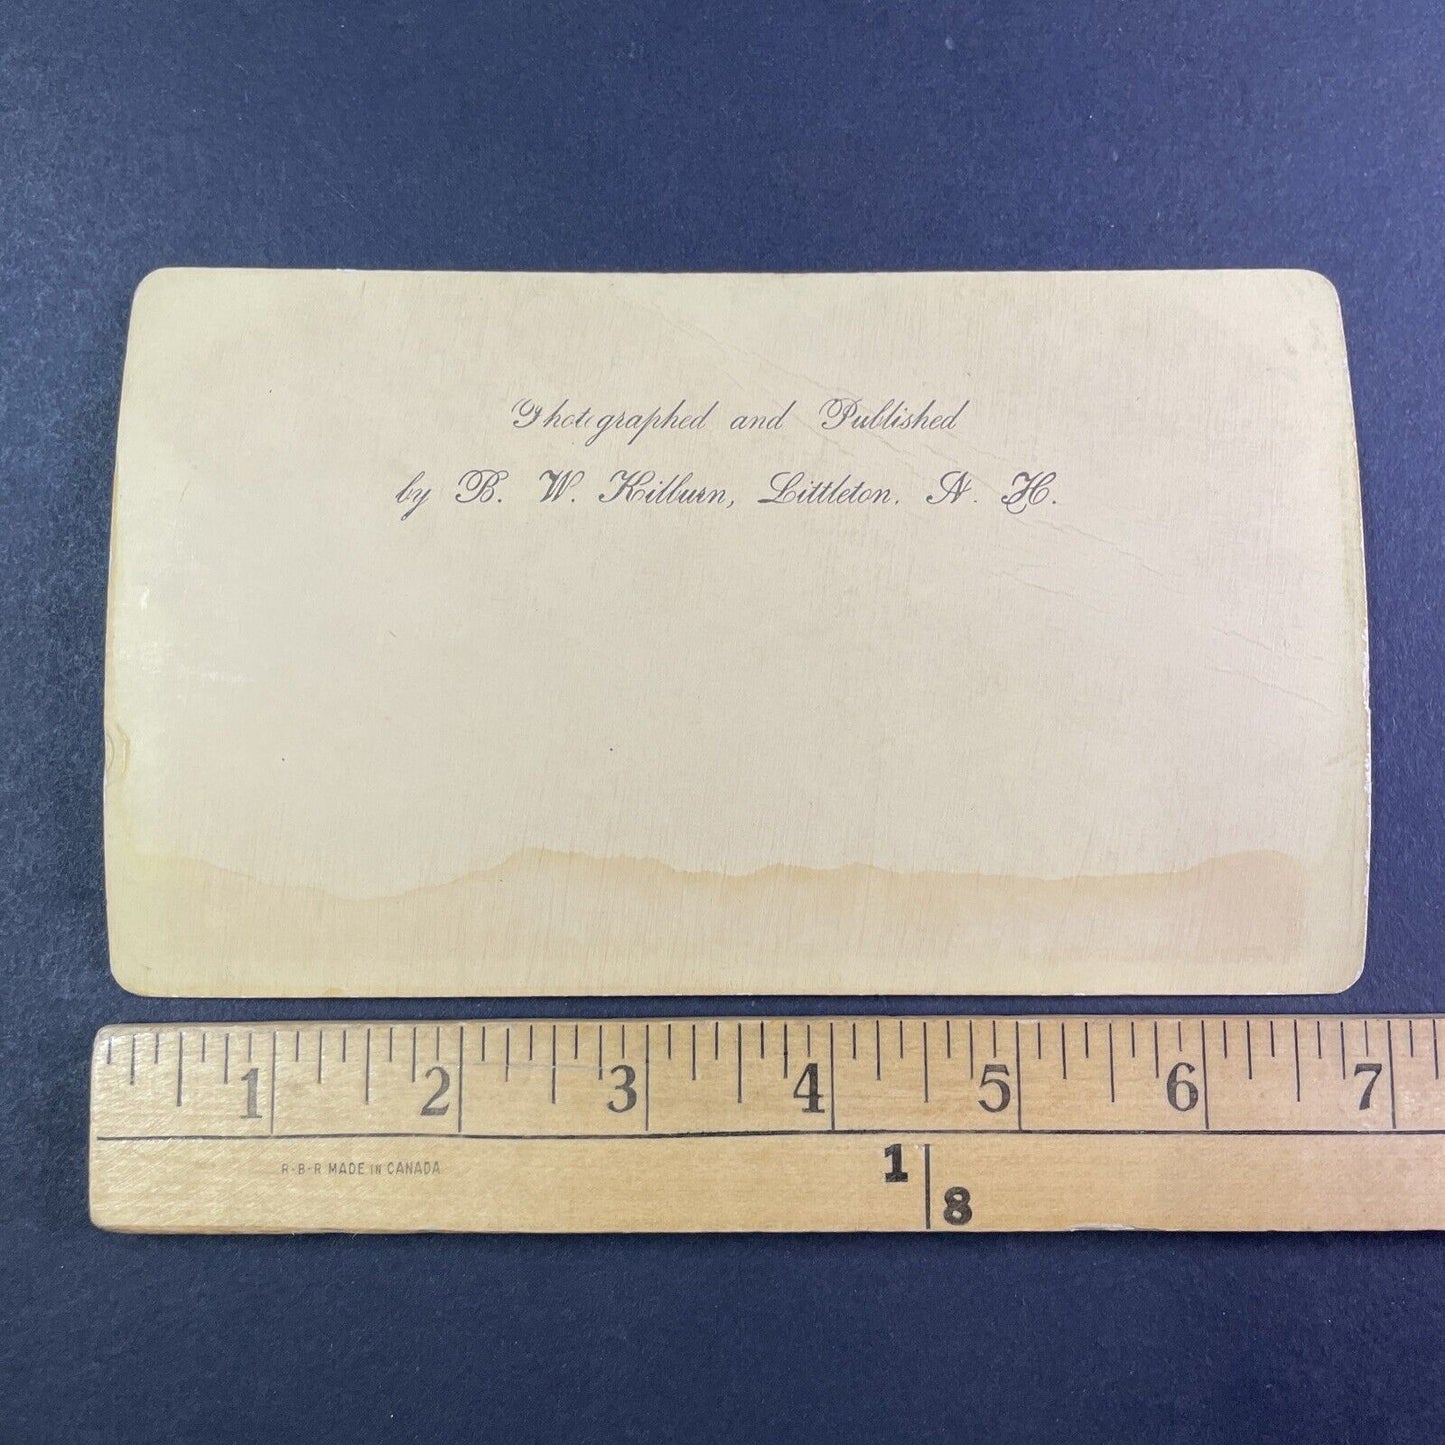 Photographed and Published
by B. W. Kilburn, Littleton, N. H.
1 2 3 4 5 6 7
R-B-R MADE IN CANADA
1
8